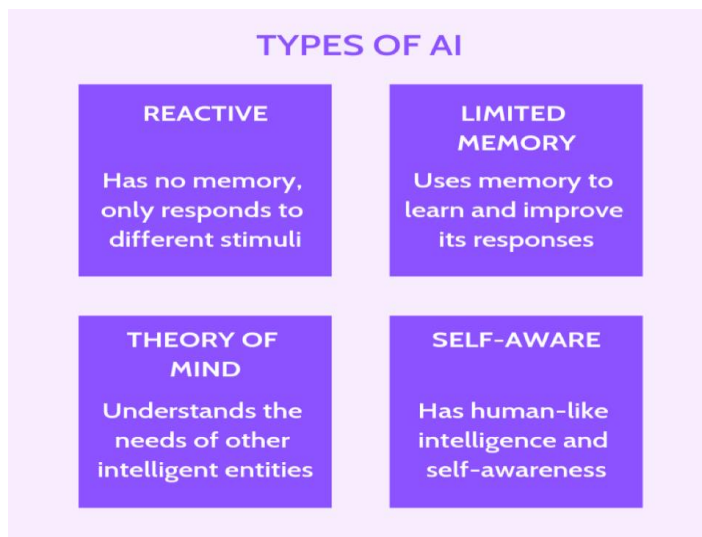 TYPES OF AI
REACTIVE
Has no memory,
only responds to
different stimuli
LIMITED
MEMORY
Uses memory to
learn and improve
its responses
THEORY OF
MIND
Understands the
needs of other
intelligent entities
SELF-AWARE
Has human-like
intelligence and
self-awareness